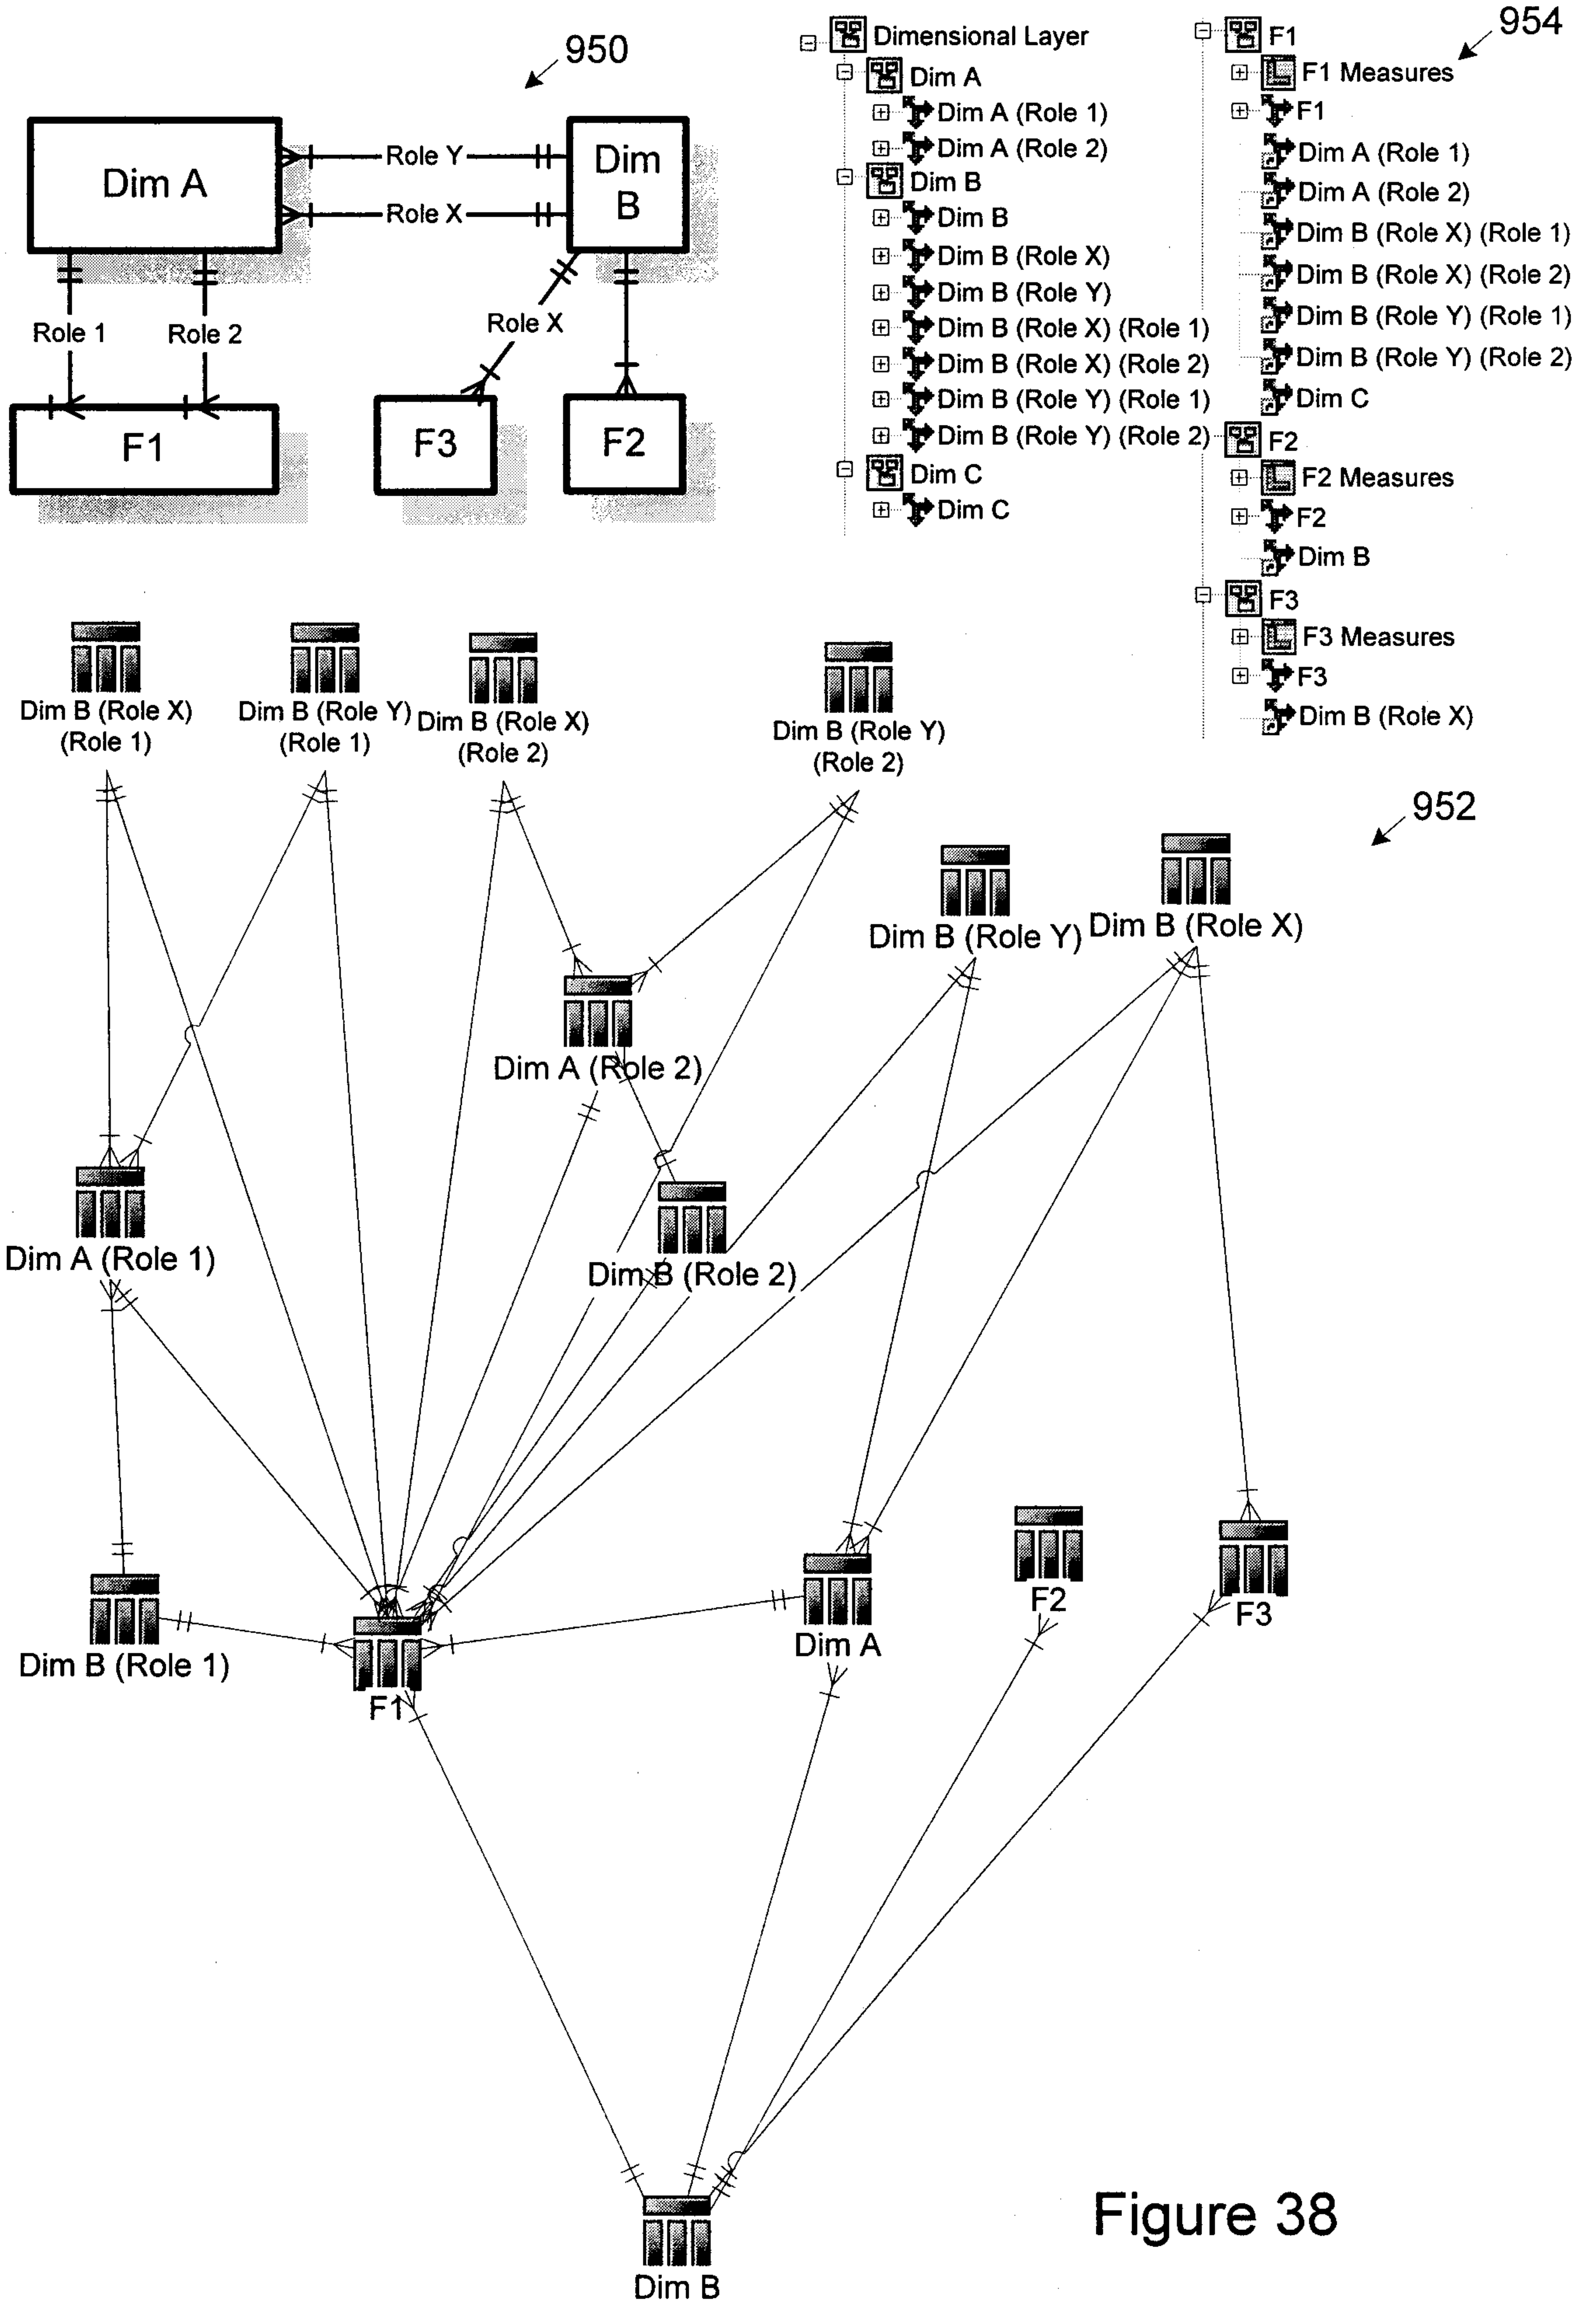 950
Dim A
Role Y
Role X
Dim
B
Role 1
Role 2
Role X
F1
F3
F2
Dimensional Layer
Dim A
Dim A (Role 1)
Dim A (Role 2)
Dim B
Dim B
Dim B (Role X)
Dim B (Role Y)
Dim B (Role X) (Role 1)
Dim B (Role X) (Role 2)
Dim B (Role Y) (Role 1)
Dim B (Role Y) (Role 2)
Dim C
Dim C
954
F1
F1 Measures
F1
Dim A (Role 1)
Dim A (Role 2)
Dim B (Role X) (Role 1)
Dim B (Role X) (Role 2)
Dim B (Role Y) (Role 1)
Dim B (Role Y) (Role 2)
Dim C
F2
F2 Measures
F2
Dim B
F3
F3 Measures
F3
Dim B (Role X)
952
Dim B (Role X)
(Role 1)
Dim B (Role Y)
(Role 1)
Dim B (Role X)
(Role 2)
Dim B (Role Y)
(Role 2)
Dim B (Role Y)
Dim B (Role X)
Dim A (Role 2)
Dim A (Role 1)
Dim B (Role 2)
Dim B (Role 1)
F1
Dim A
F2
F3
Dim B
Figure 38